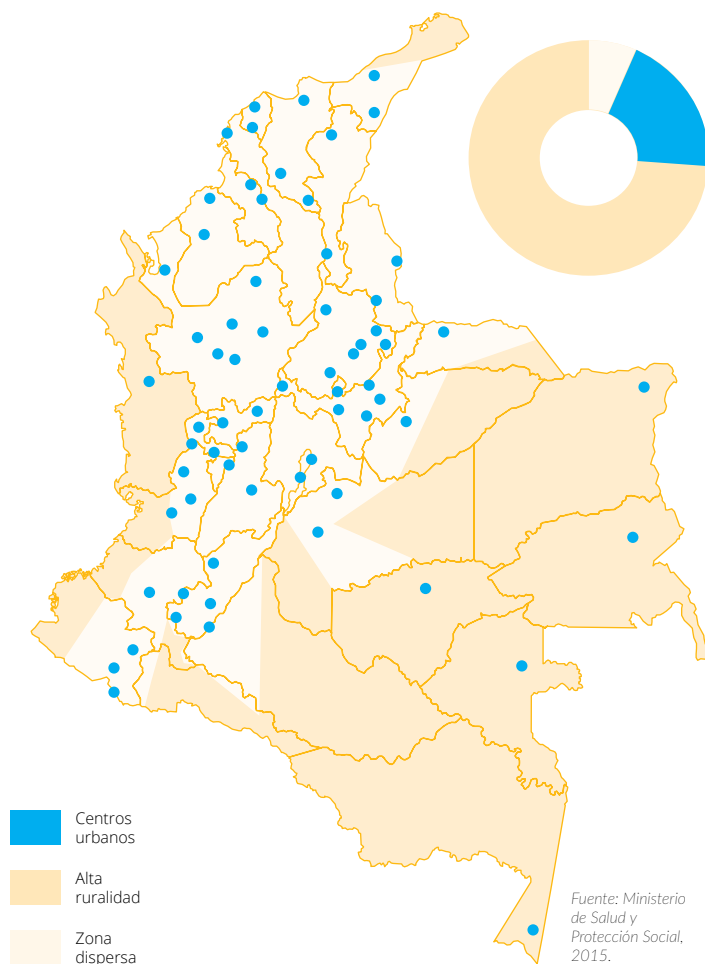 Centros
urbanos
Alta
ruralidad
Zona
dispersa
Fuente: Ministerio
de Salud y
Protección Social,
2015.